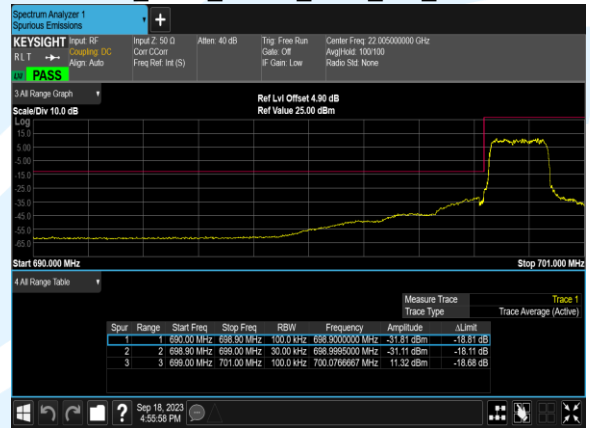 Spectrum Analyzer 1
Spurious Emissions
+
KEYSIGHT Input: RF Input Z: 50 Ω Atten: 40 dB Trig: Free Run Center Freq: 22.005000000 GHz
RLT Coupling: DC Corr CCorr Gate: Off Avg|Hold: 100/100
Align: Auto Freq Ref: Int (S) IF Gain: Low Radio Std: None
PASS
3 All Range Graph
Ref Lvl Offset 4.90 dB
Scale/Div 10.0 dB Ref Value 25.00 dBm
Log
15.0
5.00
-5.00
-15.0
-25.0
-35.0
-45.0
-55.0
-65.0
Start 690.000 MHz Stop 701.000 MHz
4 All Range Table
Measure Trace Trace 1
Trace Type Trace Average (Active)
Spur Range Start Freq Stop Freq RBW Frequency Amplitude ΔLimit
1 1 690.00 MHz 698.90 MHz 100.0 kHz 698.9000000 MHz -31.81 dBm -18.81 dB
2 2 698.90 MHz 699.00 MHz 30.00 kHz 698.9995000 MHz -31.11 dBm -18.11 dB
3 3 699.00 MHz 701.00 MHz 100.0 kHz 700.0766667 MHz 11.32 dBm -18.68 dB
? Sep 18, 2023
4:55:58 PM